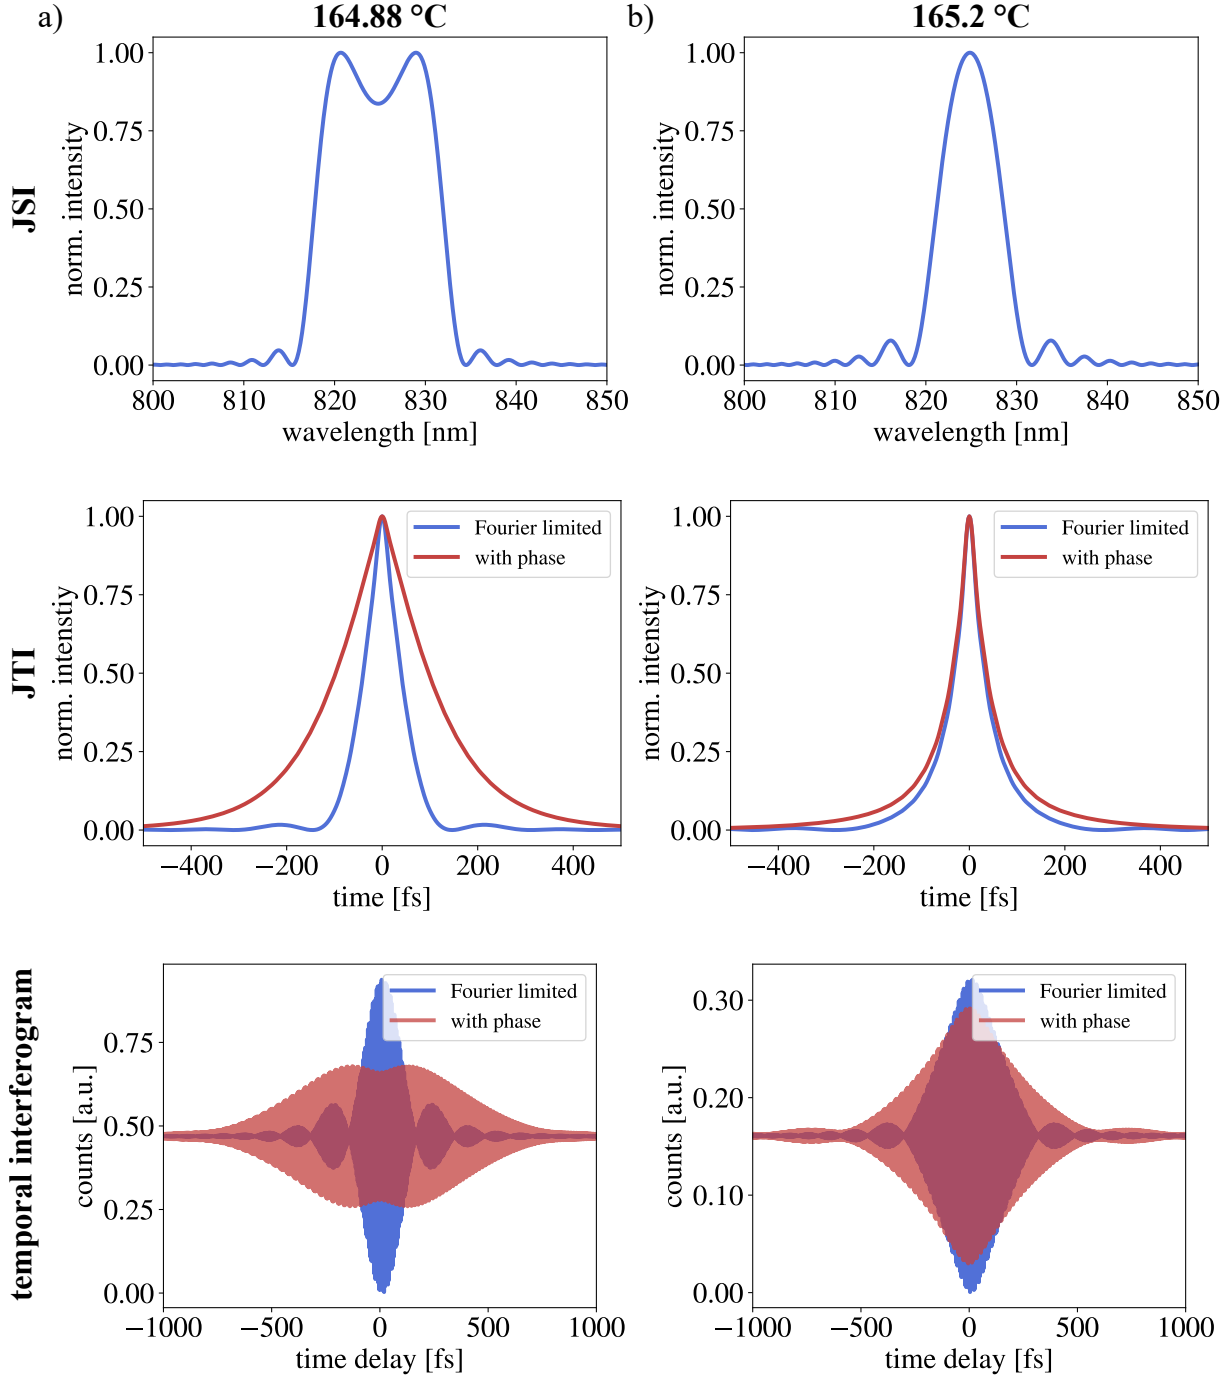 a) 164.88 °C b) 165.2 °C
JSI
norm. intensity
1.00
0.75
0.50
0.25
0.00
800 810 820 830 840 850
wavelength [nm]
norm. intensity
1.00
0.75
0.50
0.25
0.00
800 810 820 830 840 850
wavelength [nm]
JTI
norm. intenstiy
1.00
0.75
0.50
0.25
0.00
Fourier limited
with phase
−400 −200 0 200 400
time [fs]
norm. intenstiy
1.00
0.75
0.50
0.25
0.00
Fourier limited
with phase
−400 −200 0 200 400
time [fs]
temporal interferogram
counts [a.u.]
0.75
0.50
0.25
0.00
Fourier limited
with phase
−1000 −500 0 500 1000
time delay [fs]
counts [a.u.]
0.30
0.20
0.10
0.00
Fourier limited
with phase
−1000 −500 0 500 1000
time delay [fs]